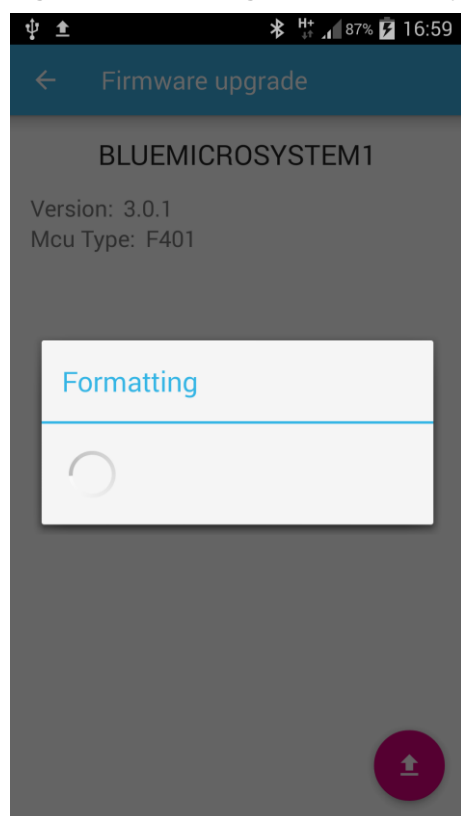 H+ 87% 16:59
Firmware upgrade
BLUEMICROSYSTEM1
Version: 3.0.1
Mcu Type: F401
Formatting